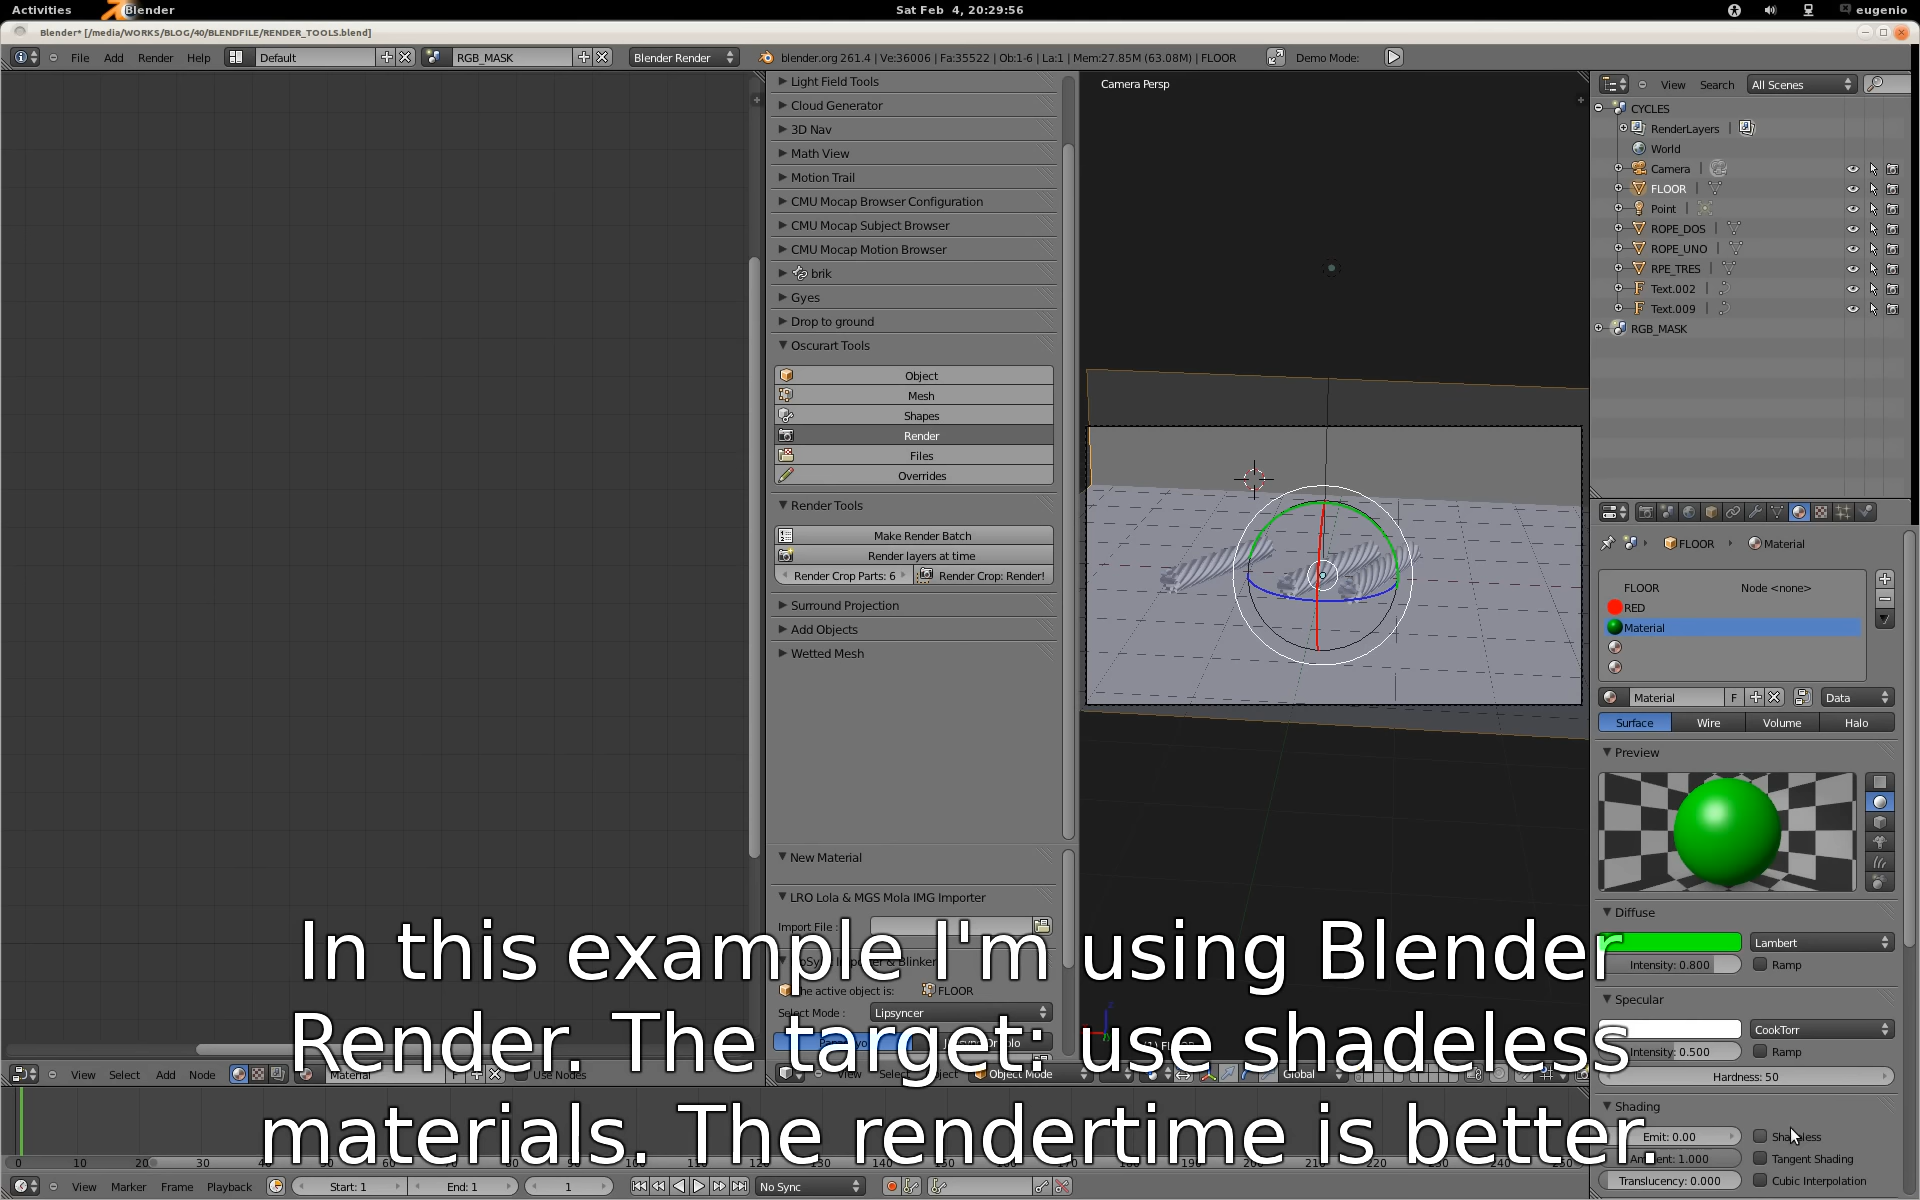 Activities
Blender
Sat Feb 4, 20:29:56
eugenio
Blender* [/media/WORKS/BLOG/40/BLENDFILE/RENDER_TOOLS.blend]
File Add Render Help
Default
RGB_MASK
Blender Render
blender.org 261.4 | Ve:36006 | Fa:35522 | Ob:1-6 | La:1 | Mem:27.85M (63.08M) | FLOOR
Demo Mode:
Light Field Tools
Cloud Generator
3D Nav
Math View
Motion Trail
CMU Mocap Browser Configuration
CMU Mocap Subject Browser
CMU Mocap Motion Browser
brik
Gyes
Drop to ground
Oscurart Tools
Object
Mesh
Shapes
Render
Files
Overrides
Render Tools
Make Render Batch
Render layers at time
Render Crop Parts: 6
Render Crop: Render!
Surround Projection
Add Objects
Wetted Mesh
New Material
LRO Lola & MGS Mola IMG Importer
Import File :
The active object is: FLOOR
Select Mode : Lipsyncer
Camera Persp
View Search All Scenes
CYCLES
RenderLayers
World
Camera
FLOOR
Point
ROPE_DOS
ROPE_UNO
RPE_TRES
Text.002
Text.009
RGB_MASK
FLOOR Material
FLOOR Node <none>
RED
Material
Material F Data
Surface Wire Volume Halo
Preview
Diffuse
Lambert
Intensity: 0.800 Ramp
Specular
CookTorr
Intensity: 0.500 Ramp
Hardness: 50
Shading
Emit: 0.00 Shadeless
Ambient: 1.000 Tangent Shading
Translucency: 0.000 Cubic Interpolation
In this example I'm using Blender
Render. The target: use shadeless
materials. The rendertime is better.
View Select Add Node
Material
Use Nodes
Object Mode
Global
View Marker Frame Playback
Start: 1
End: 1
1
No Sync